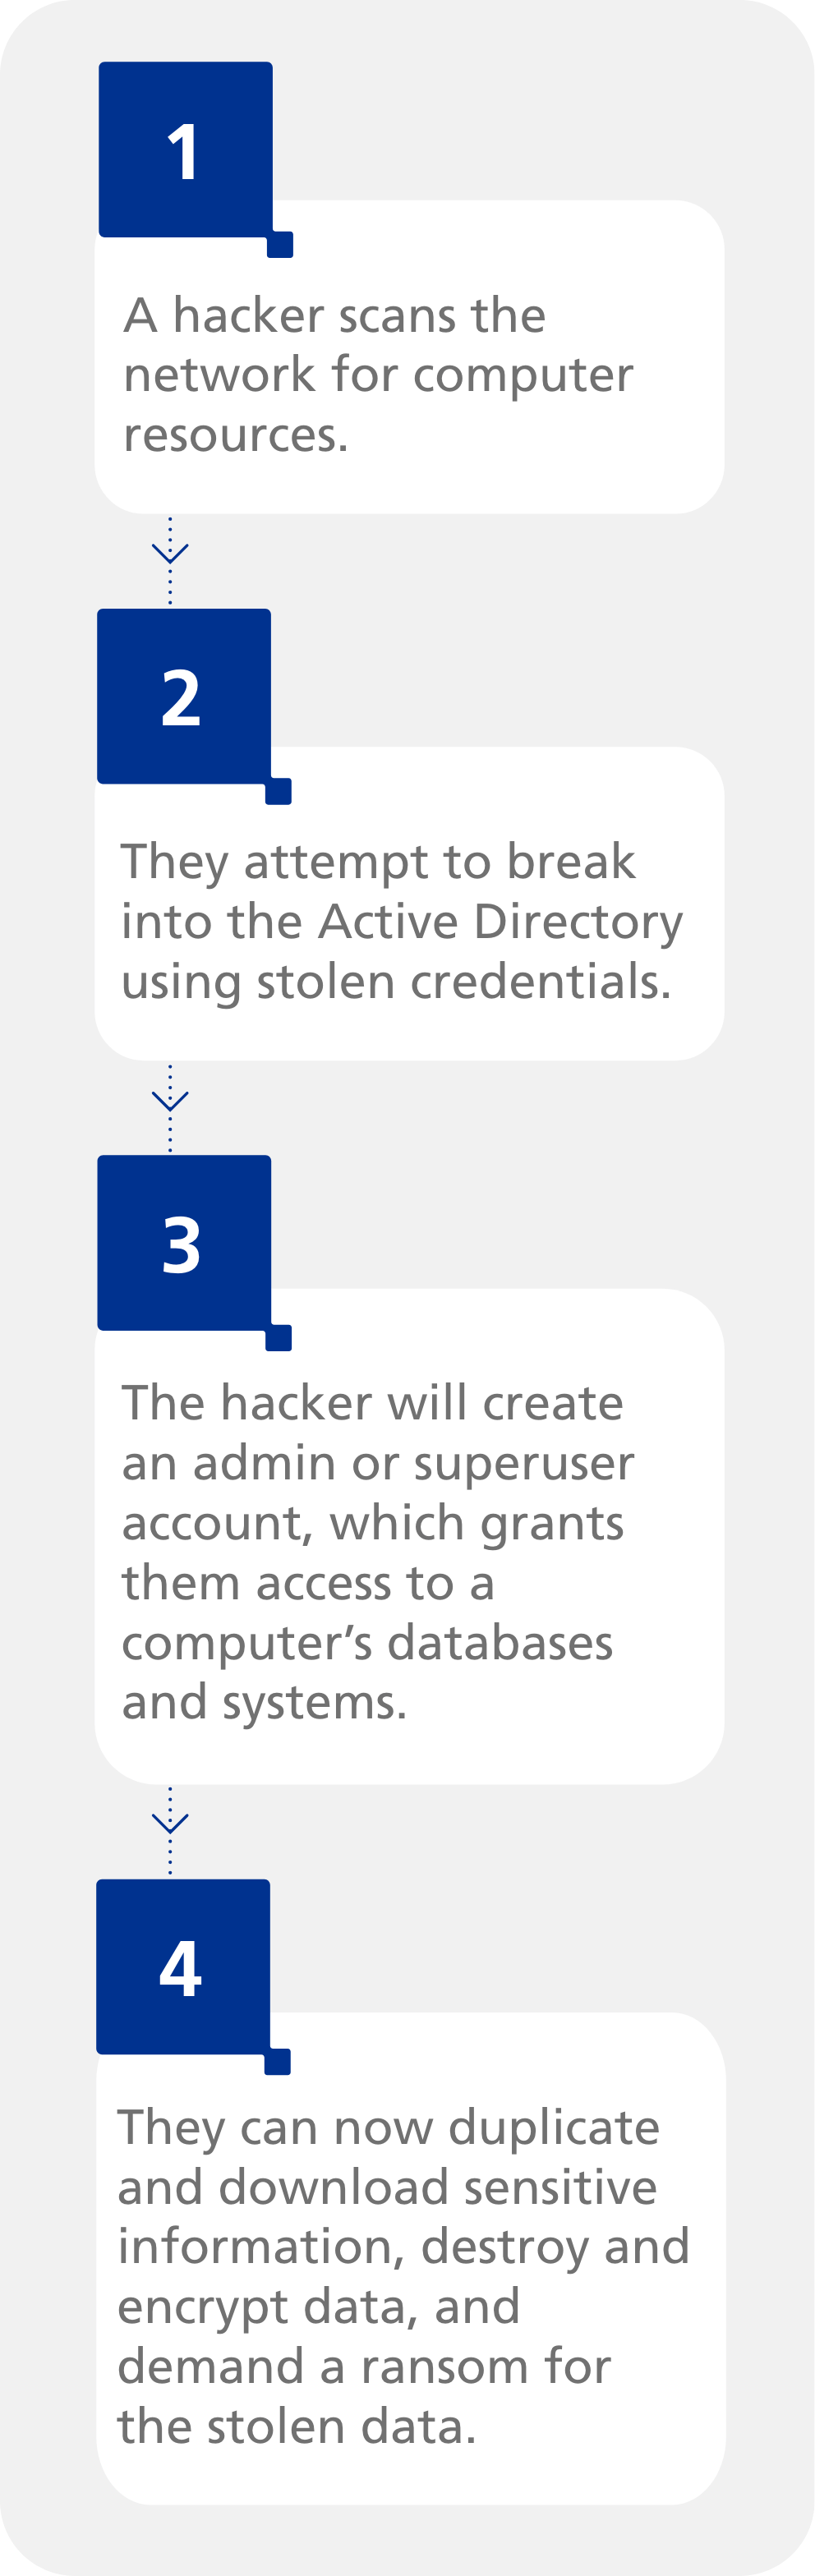 1
A hacker scans the
network for computer
resources.
2
They attempt to break
into the Active Directory
using stolen credentials.
3
The hacker will create
an admin or superuser
account, which grants
them access to a
computer’s databases
and systems.
4
They can now duplicate
and download sensitive
information, destroy and
encrypt data, and
demand a ransom for
the stolen data.